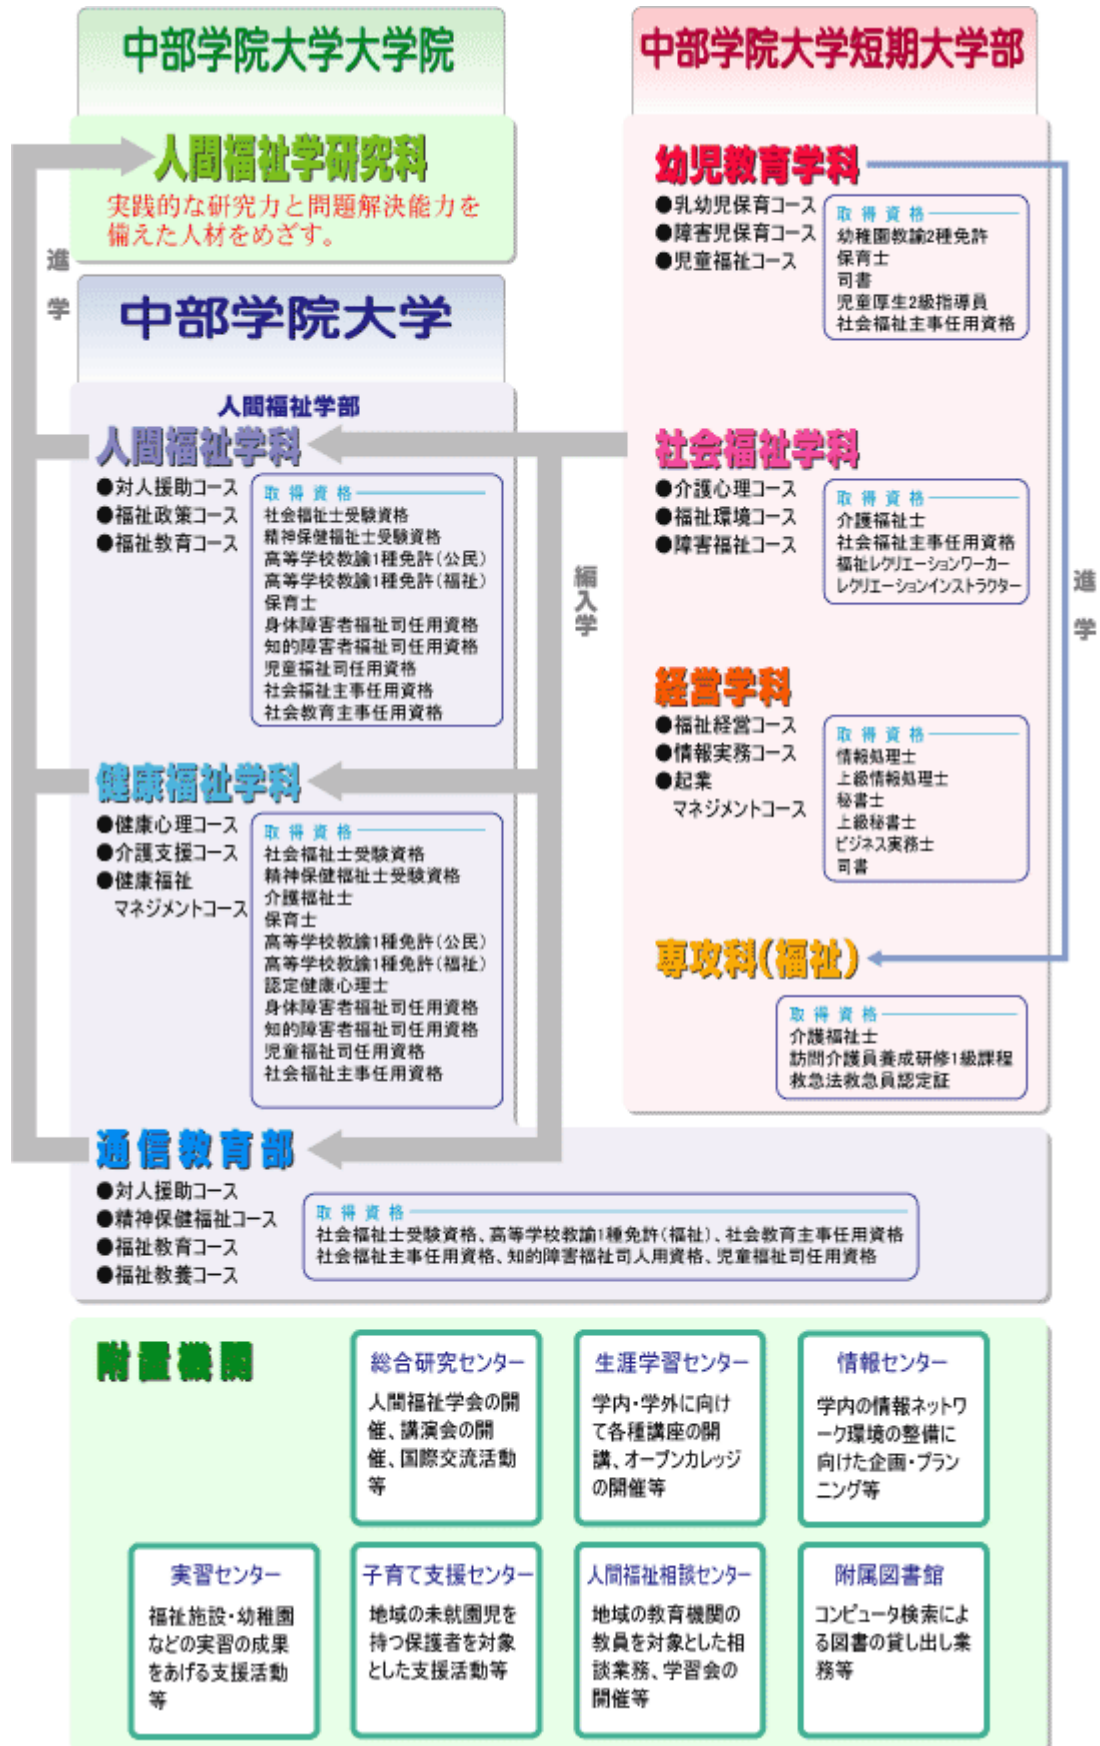 中部学院大学大学院
人間福祉学研究科
実践的な研究力と問題解決能力を
備えた人材をめざす。
進学
中部学院大学
人間福祉学部
人間福祉学科
●対人援助コース
●福祉政策コース
●福祉教育コース
取得資格
社会福祉士受験資格
精神保健福祉士受験資格
高等学校教諭1種免許(公民)
高等学校教諭1種免許(福祉)
保育士
身体障害者福祉司任用資格
知的障害者福祉司任用資格
児童福祉司任用資格
社会福祉主事任用資格
社会教育主事任用資格
健康福祉学科
●健康心理コース
●介護支援コース
●健康福祉
マネジメントコース
取得資格
社会福祉士受験資格
精神保健福祉士受験資格
介護福祉士
保育士
高等学校教諭1種免許(公民)
高等学校教諭1種免許(福祉)
認定健康心理士
身体障害者福祉司任用資格
知的障害者福祉司任用資格
児童福祉司任用資格
社会福祉主事任用資格
編入学
中部学院大学短期大学部
幼児教育学科
●乳幼児保育コース
●障害児保育コース
●児童福祉コース
取得資格
幼稚園教諭2種免許
保育士
司書
児童厚生2級指導員
社会福祉主事任用資格
社会福祉学科
●介護心理コース
●福祉環境コース
●障害福祉コース
取得資格
介護福祉士
社会福祉主事任用資格
福祉レクリエーションワーカー
レクリエーションインストラクター
進学
経営学科
●福祉経営コース
●情報実務コース
●起業
マネジメントコース
取得資格
情報処理士
上級情報処理士
秘書士
上級秘書士
ビジネス実務士
司書
専攻科(福祉)
取得資格
介護福祉士
訪問介護員養成研修1級課程
救急法救急員認定証
通信教育部
●対人援助コース
●精神保健福祉コース
●福祉教育コース
●福祉教養コース
取得資格
社会福祉士受験資格、高等学校教諭1種免許(福祉)、社会教育主事任用資格
社会福祉主事任用資格、知的障害福祉司人用資格、児童福祉司任用資格
附置機関
総合研究センター
人間福祉学会の開
催、講演会の開
催、国際交流活動
等
生涯学習センター
学内・学外に向け
て各種講座の開
講、オープンカレッジ
の開催等
情報センター
学内の情報ネットワ
ーク環境の整備に
向けた企画・プラン
ニング等
実習センター
福祉施設・幼稚園
などの実習の成果
をあげる支援活動
等
子育て支援センター
地域の未就園児を
持つ保護者を対象
とした支援活動等
人間福祉相談センター
地域の教育機関の
教員を対象とした相
談業務、学習会の
開催等
附属図書館
コンピュータ検索によ
る図書の貸し出し業
務等